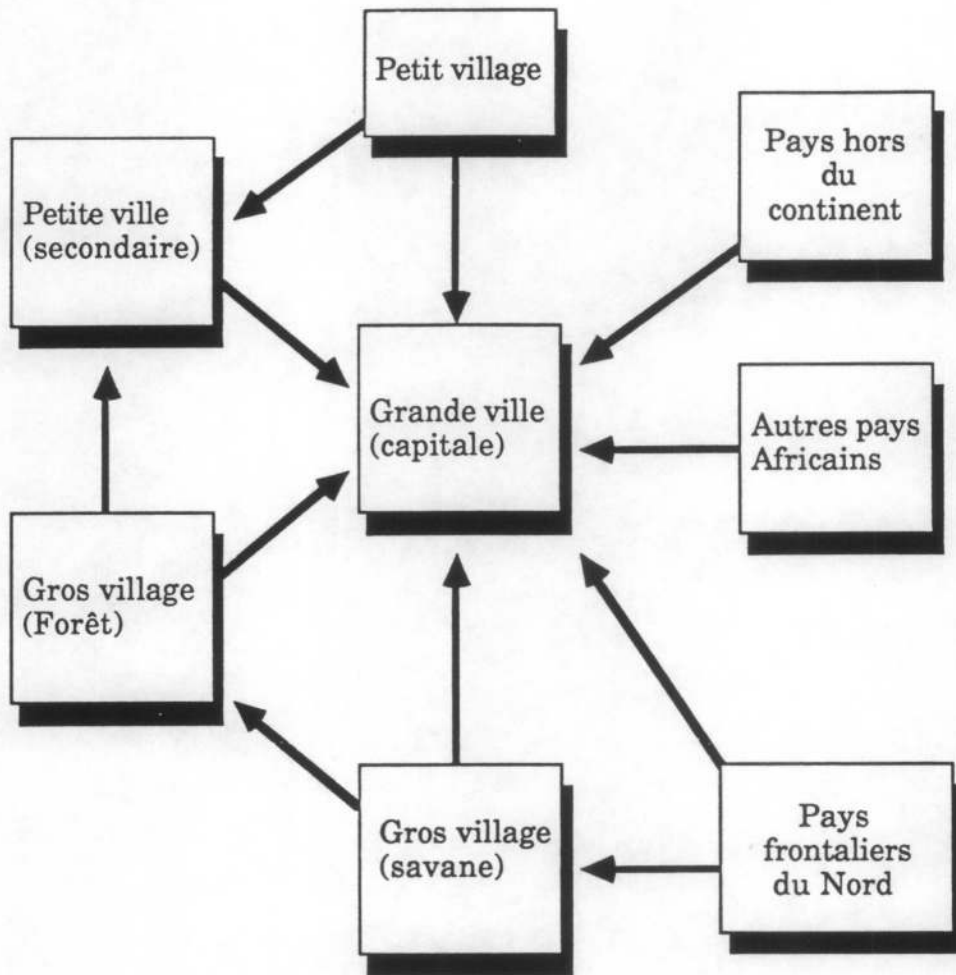 Petit village
Pays hors
du
continent
Petite ville
(secondaire)
Grande ville
(capitale)
Autres pays
Africains
Gros village
(Forêt)
Gros village
(savane)
Pays
frontaliers
du Nord